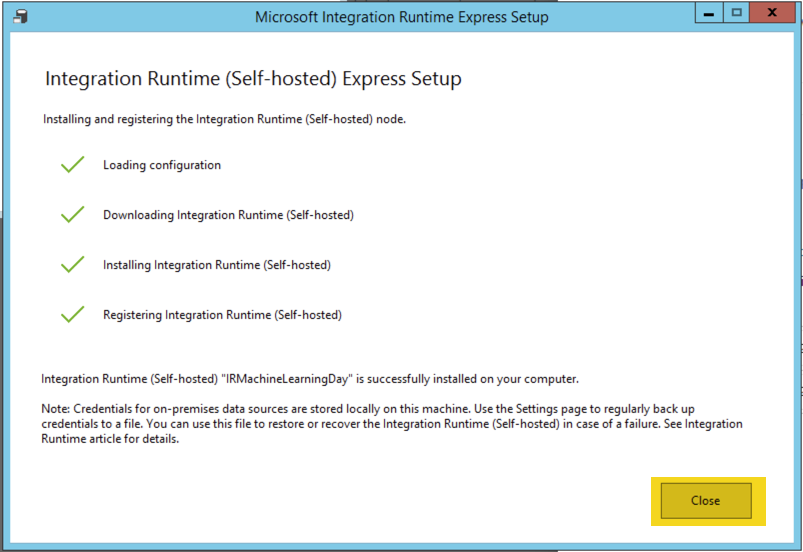 Microsoft Integration Runtime Express Setup
Integration Runtime (Self-hosted) Express Setup
Installing and registering the Integration Runtime (Self-hosted) node.
Loading configuration
Downloading Integration Runtime (Self-hosted)
Installing Integration Runtime (Self-hosted)
Registering Integration Runtime (Self-hosted)
Integration Runtime (Self-hosted) "IRMachineLearningDay" is successfully installed on your computer.
Note: Credentials for on-premises data sources are stored locally on this machine. Use the Settings page to regularly back up
credentials to a file. You can use this file to restore or recover the Integration Runtime (Self-hosted) in case of a failure. See Integration
Runtime article for details.
Close